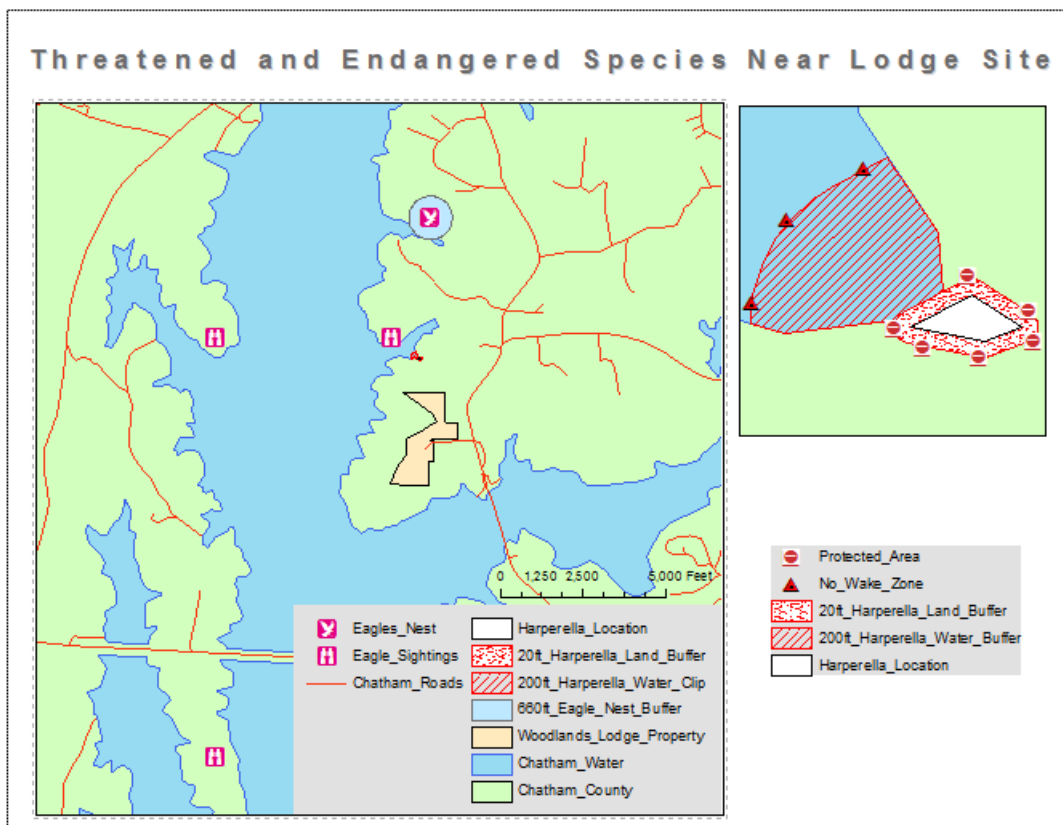 Threatened and Endangered Species Near Lodge Site
0 1,250 2,500 5,000 Feet
Eagles_Nest
Eagle_Sightings
Chatham_Roads
Harperella_Location
20ft_Harperella_Land_Buffer
200ft_Harperella_Water_Clip
660ft_Eagle_Nest_Buffer
Woodlands_Lodge_Property
Chatham_Water
Chatham_County
Protected_Area
No_Wake_Zone
20ft_Harperella_Land_Buffer
200ft_Harperella_Water_Buffer
Harperella_Location